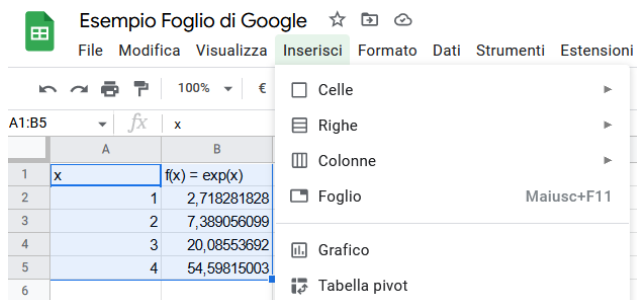 Esempio Foglio di Google
File Modifica Visualizza Inserisci Formato Dati Strumenti Estensioni
100% €
A1:B5 fx x
A B
1 x f(x) = exp(x)
2 1 2,718281828
3 2 7,389056099
4 3 20,08553692
5 4 54,59815003
6
Celle
Righe
Colonne
Foglio Maiusc+F11
Grafico
Tabella pivot